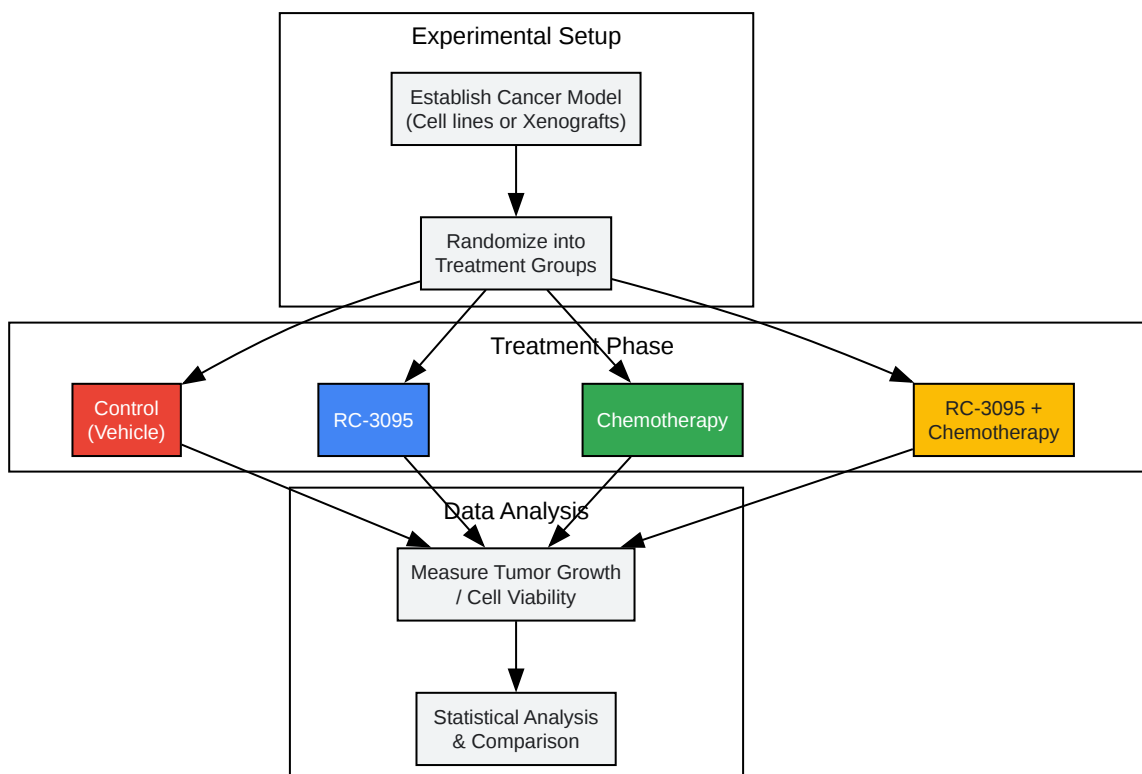 Experimental Setup
Establish Cancer Model
(Cell lines or Xenografts)
Randomize into
Treatment Groups
Treatment Phase
Control
(Vehicle)
RC-3095
Chemotherapy
RC-3095 +
Chemotherapy
Data Analysis
Measure Tumor Growth
/ Cell Viability
Statistical Analysis
& Comparison